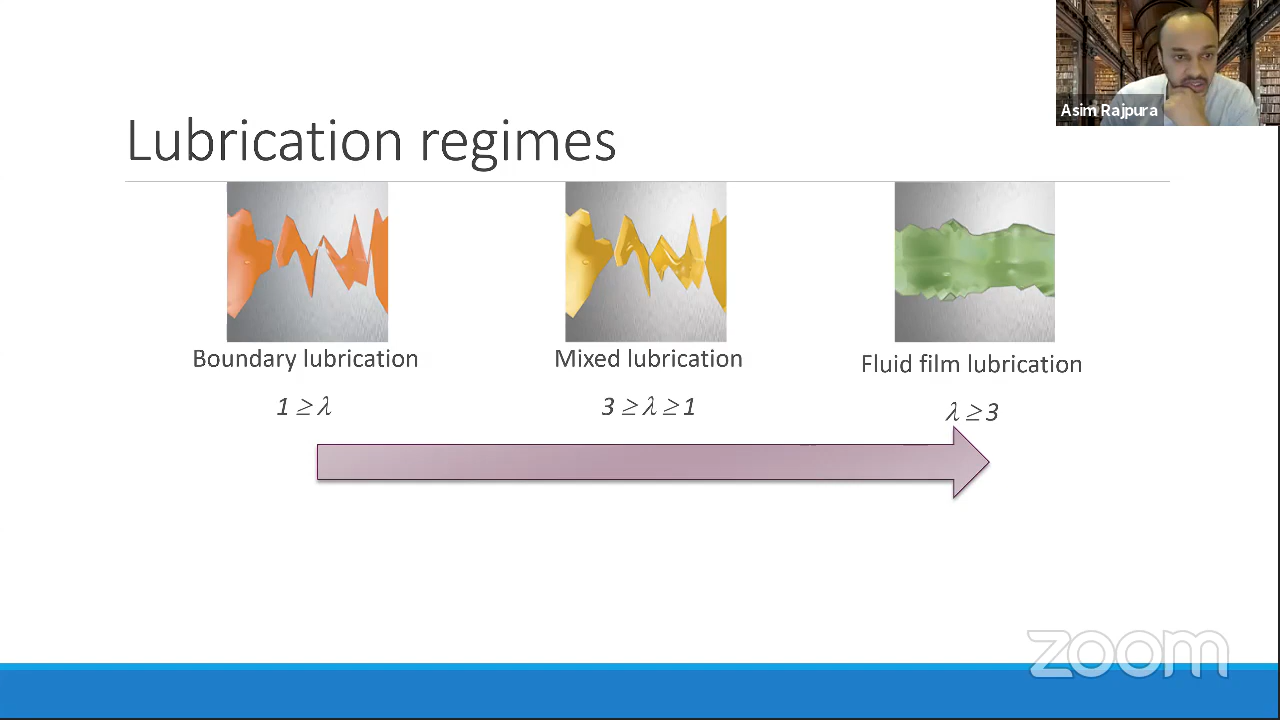 Asim Rajpura
Lubrication regimes
Boundary lubrication
Mixed lubrication
Fluid film lubrication
1 ≥ λ
3 ≥ λ ≥ 1
λ ≥ 3
zoom